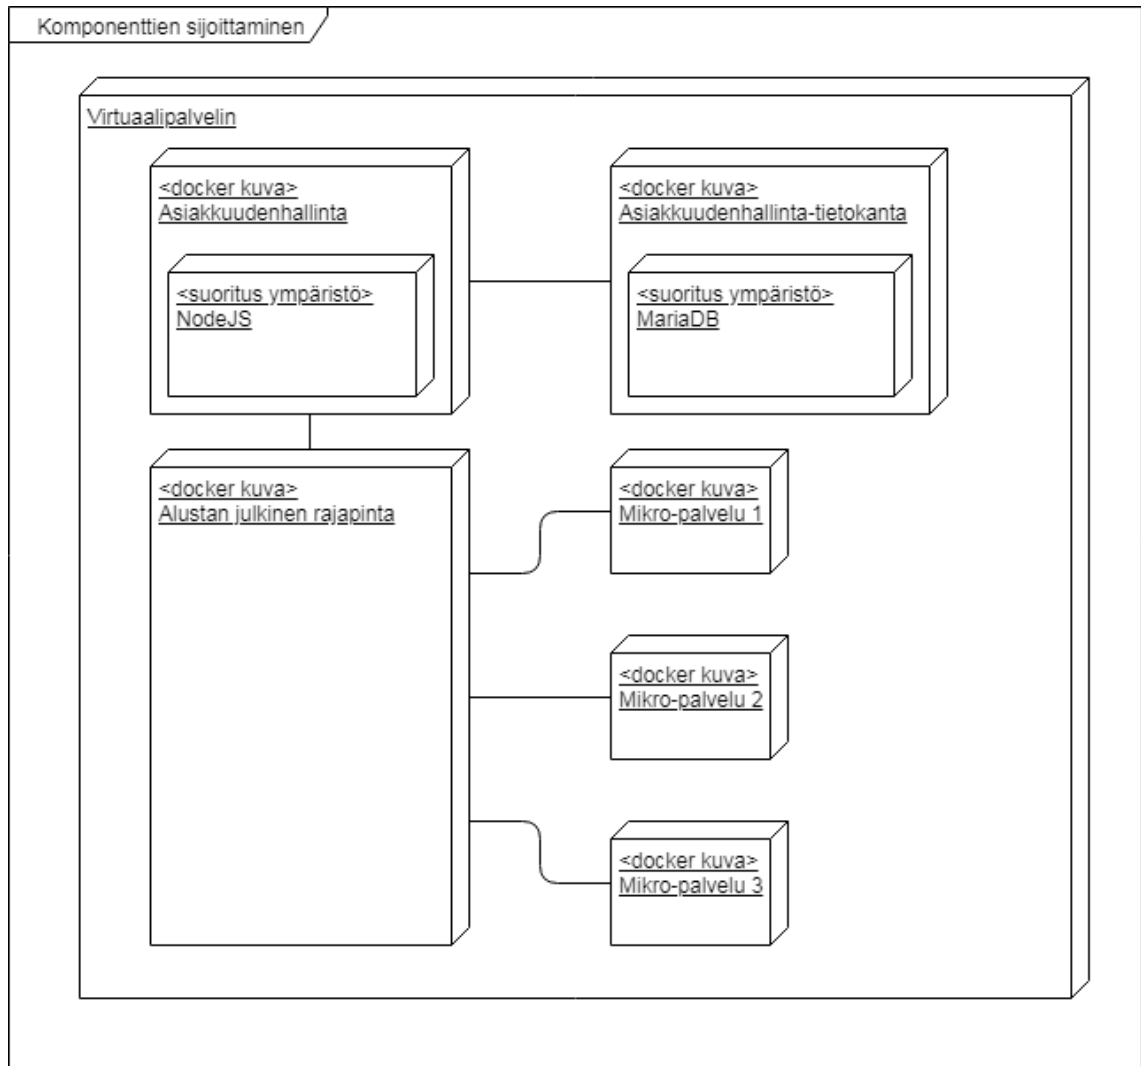 Komponenttien sijoittaminen
Virtuaalipalvelin
<docker kuva>
Asiakkuudenhallinta
<suoritus ympäristö>
NodeJS
<docker kuva>
Asiakkuudenhallinta-tietokanta
<suoritus ympäristö>
MariaDB
<docker kuva>
Alustan julkinen rajapinta
<docker kuva>
Mikro-palvelu 1
<docker kuva>
Mikro-palvelu 2
<docker kuva>
Mikro-palvelu 3